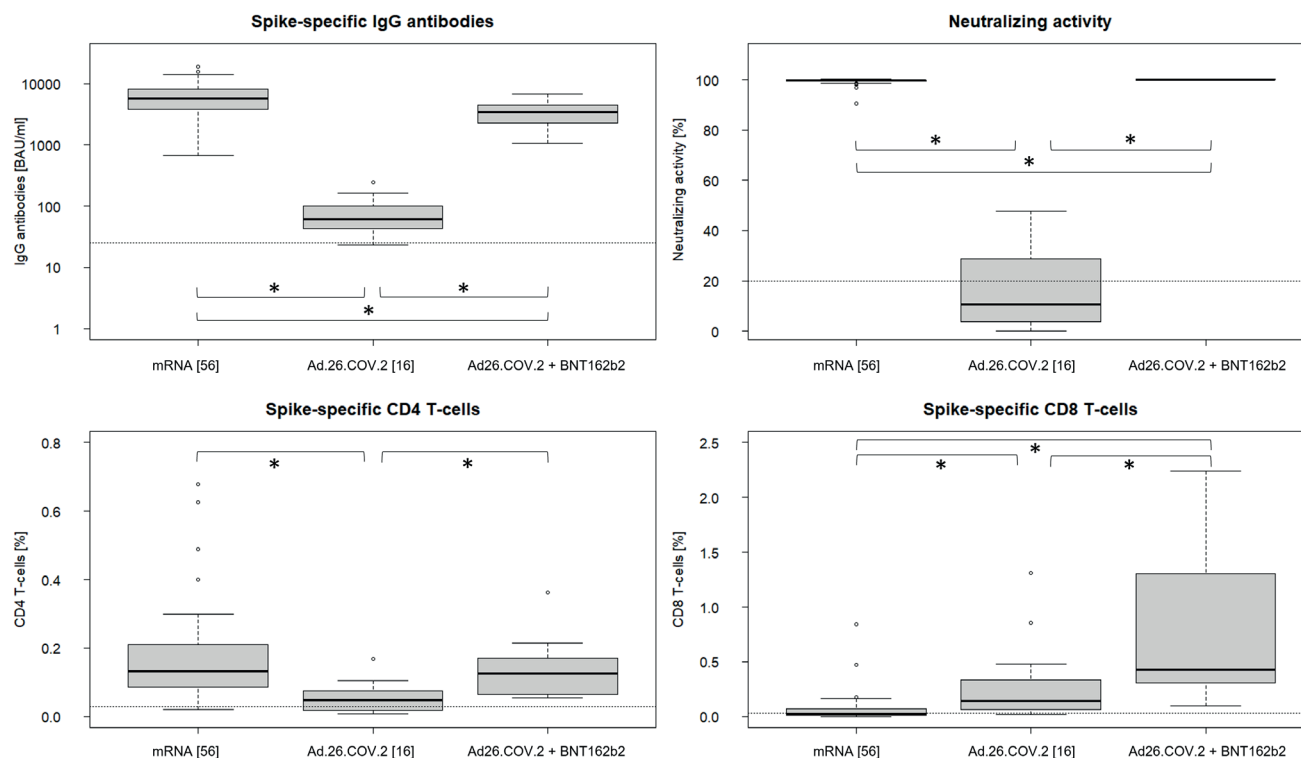 Spike-specific IgG antibodies
IgG antibodies [BAU/ml]
10000
1000
100
10
1
*
*
*
mRNA [56]
Ad.26.COV.2 [16]
Ad26.COV.2 + BNT162b2
Neutralizing activity
Neutralizing activity [%]
100
80
60
40
20
0
*
*
*
mRNA [56]
Ad.26.COV.2 [16]
Ad26.COV.2 + BNT162b2
Spike-specific CD4 T-cells
CD4 T-cells [%]
0.8
0.6
0.4
0.2
0.0
*
*
mRNA [56]
Ad.26.COV.2 [16]
Ad26.COV.2 + BNT162b2
Spike-specific CD8 T-cells
CD8 T-cells [%]
2.5
2.0
1.5
1.0
0.5
0.0
*
*
*
mRNA [56]
Ad.26.COV.2 [16]
Ad26.COV.2 + BNT162b2